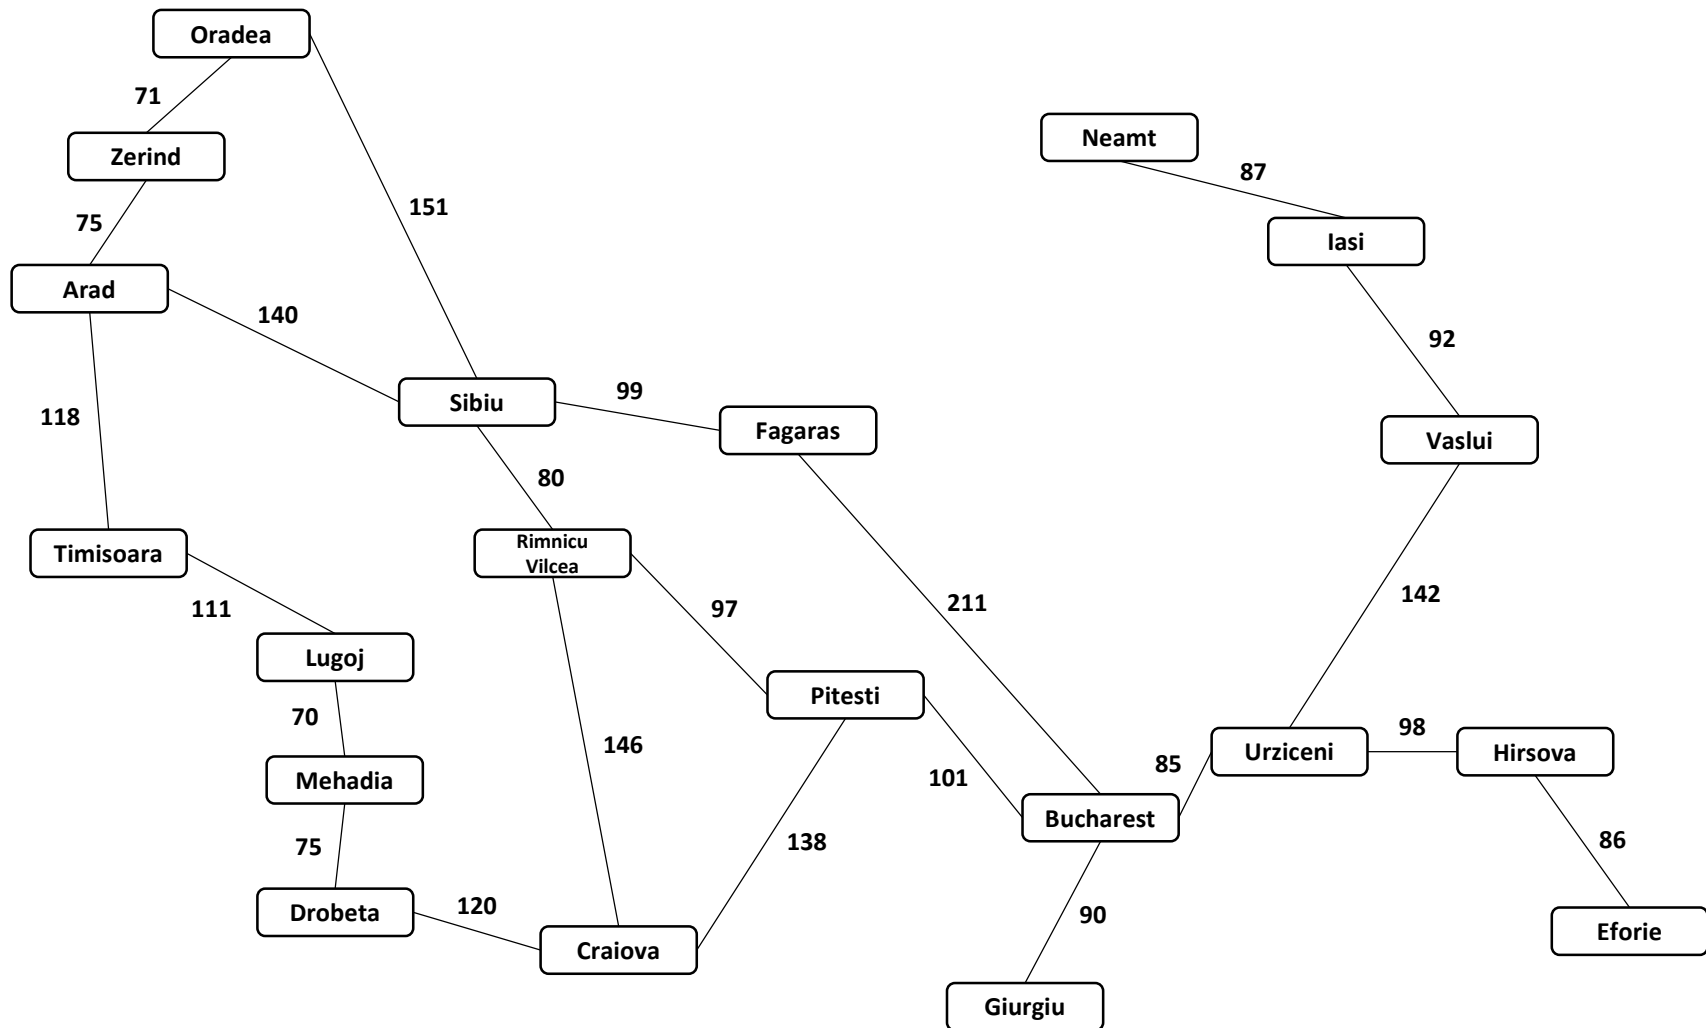 Oradea
71
Neamt
Zerind
87
151
75
Iasi
Arad
140
92
99
Sibiu
118
Fagaras
Vaslui
80
Timisoara
Rimnicu
Vilcea
97
211
142
111
Lugoj
Pitesti
70
146
98
Urziceni
Hirsova
85
Mehadia
101
Bucharest
75
138
86
120
Drobeta
90
Eforie
Craiova
Giurgiu